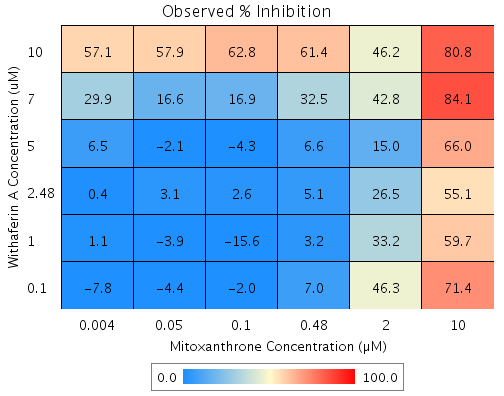 Observed % Inhibition
Withaferin A Concentration (uM)
10 57.1 57.9 62.8 61.4 46.2 80.8
7 29.9 16.6 16.9 32.5 42.8 84.1
5 6.5 −2.1 −4.3 6.6 15.0 66.0
2.48 0.4 3.1 2.6 5.1 26.5 55.1
1 1.1 −3.9 −15.6 3.2 33.2 59.7
0.1 −7.8 −4.4 −2.0 7.0 46.3 71.4
0.004 0.05 0.1 0.48 2 10
Mitoxanthrone Concentration (μM)
0.0 100.0